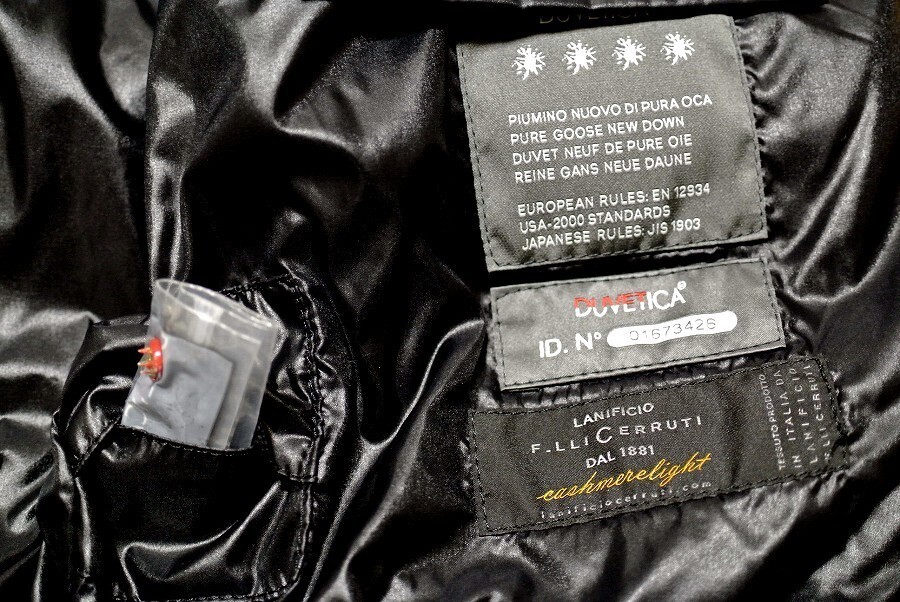 DUVETICA
PIUMINO NUOVO DI PURA OCA
PURE GOOSE NEW DOWN
DUVET NEUF DE PURE OIE
REINE GANS NEUE DAUNE
EUROPEAN RULES: EN 12934
USA-2000 STANDARDS
JAPANESE RULES: JIS 1903
DUVETICA®
ID. N° 01673426
LANIFICIO
F.LLI CERRUTI
DAL 1881
cashmerelight
lanificiocerruti.com
TESSUTO PRODOTTO
IN ITALIA DA
LANIFICIO
F.LLI CERRUTI